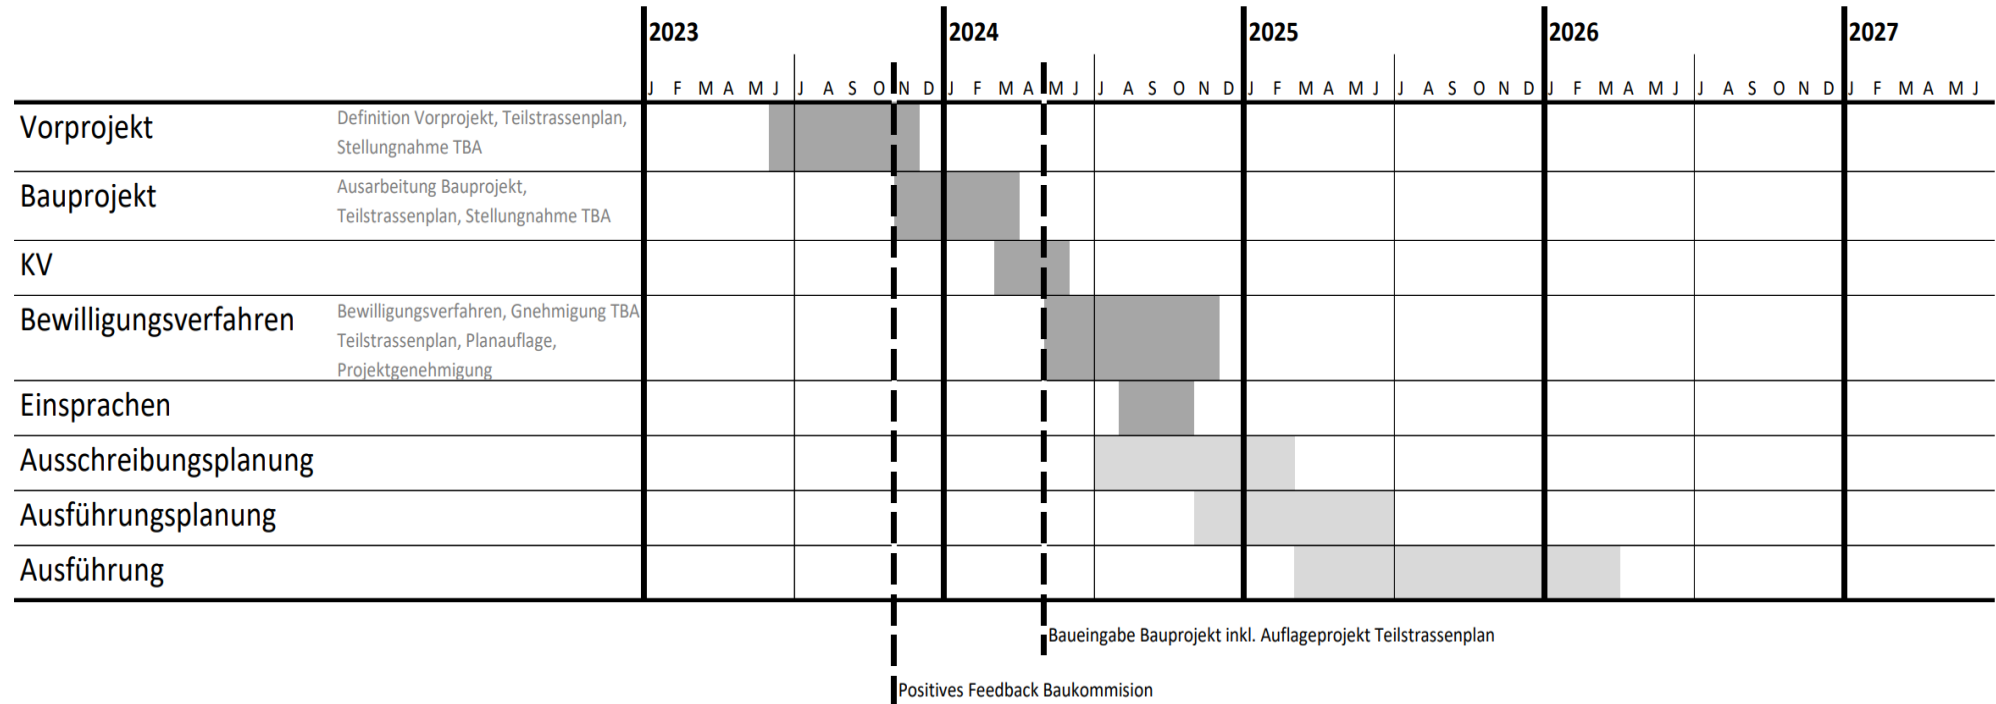 2023 2024 2025 2026 2027
J F M A M J J A S O N D J F M A M J J A S O N D J F M A M J J A S O N D J F M A M J J A S O N D J F M A M J
Vorprojekt Definition Vorprojekt, Teilstrassenplan,
Stellungnahme TBA
Bauprojekt Ausarbeitung Bauprojekt,
Teilstrassenplan, Stellungnahme TBA
KV
Bewilligungsverfahren Bewilligungsverfahren, Gnehmigung TBA
Teilstrassenplan, Planauflage,
Projektgenehmigung
Einsprachen
Ausschreibungsplanung
Ausführungsplanung
Ausführung
Baueingabe Bauprojekt inkl. Auflageprojekt Teilstrassenplan
Positives Feedback Baukommision